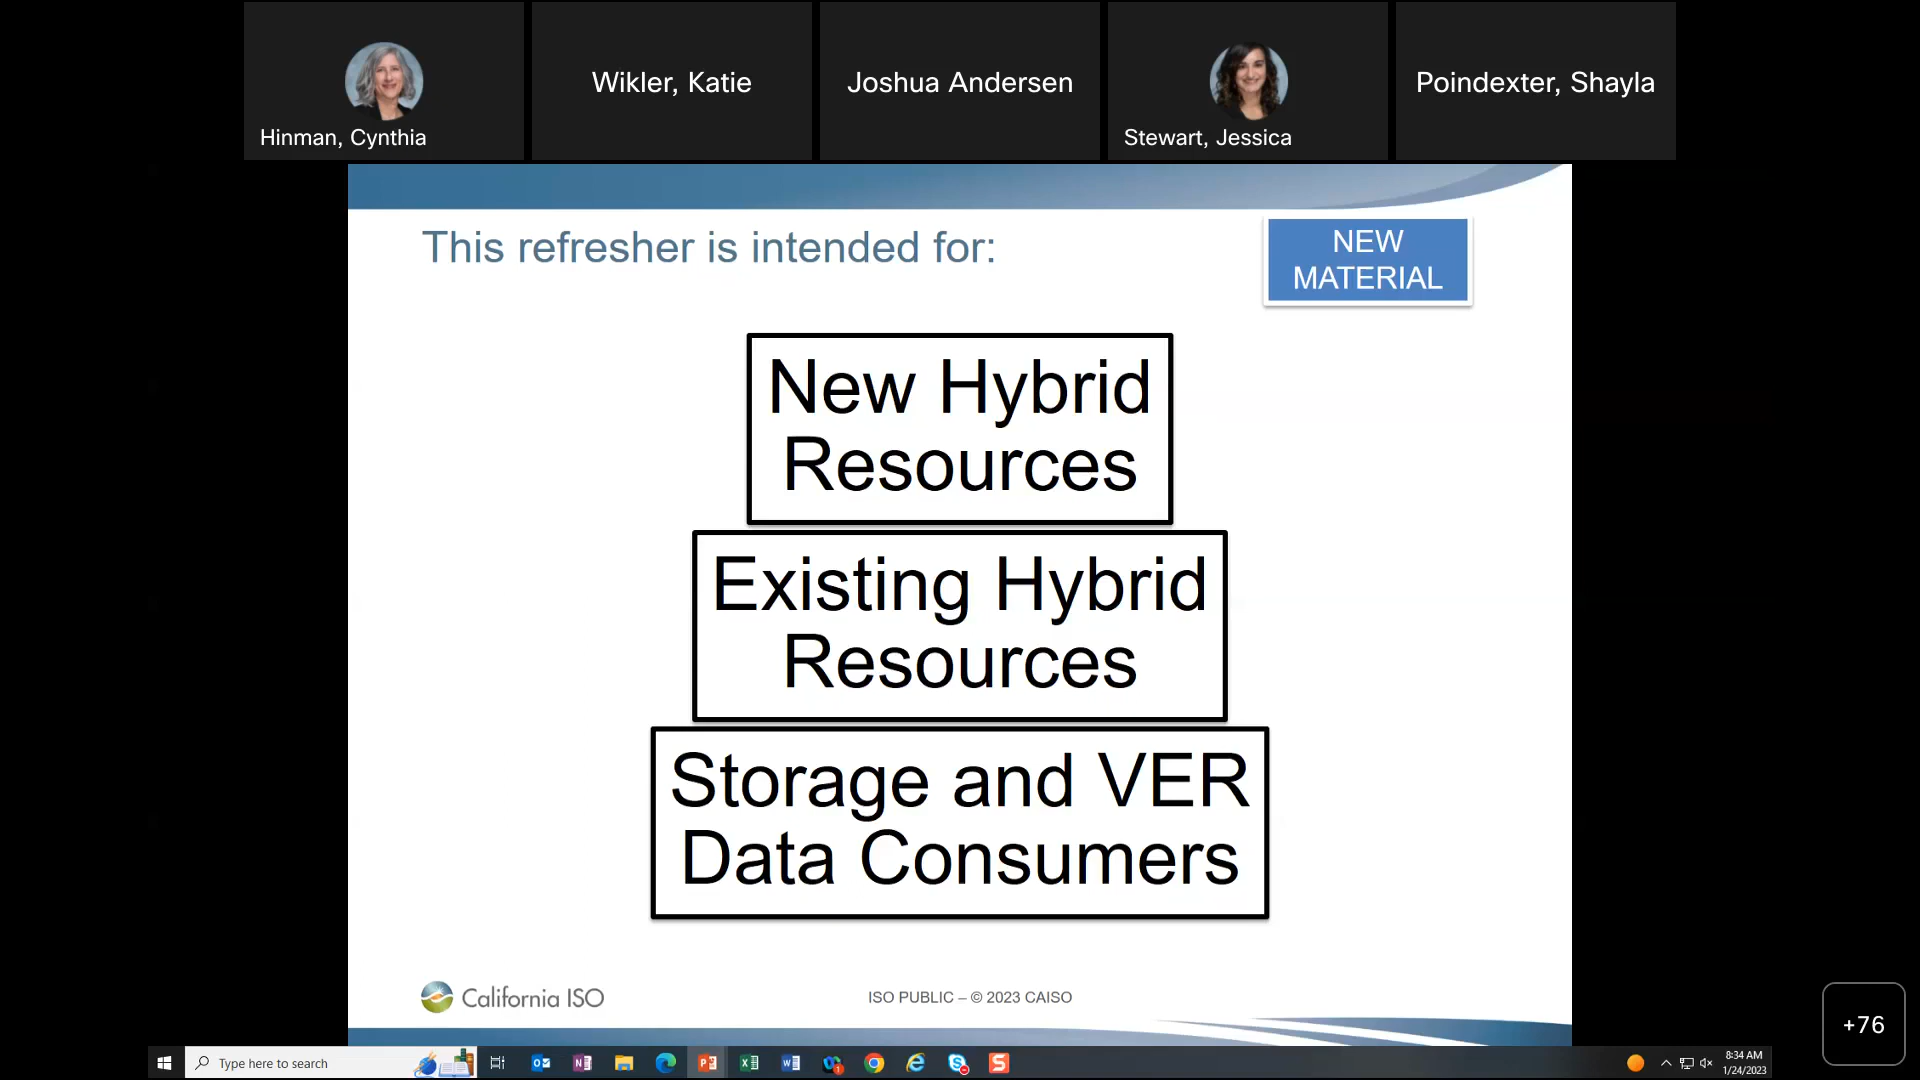 Hinman, Cynthia
Wikler, Katie
Joshua Andersen
Stewart, Jessica
Poindexter, Shayla
This refresher is intended for:
NEW
MATERIAL
New Hybrid
Resources
Existing Hybrid
Resources
Storage and VER
Data Consumers
California ISO
ISO PUBLIC – © 2023 CAISO
+76
Type here to search
8:34 AM
1/24/2023